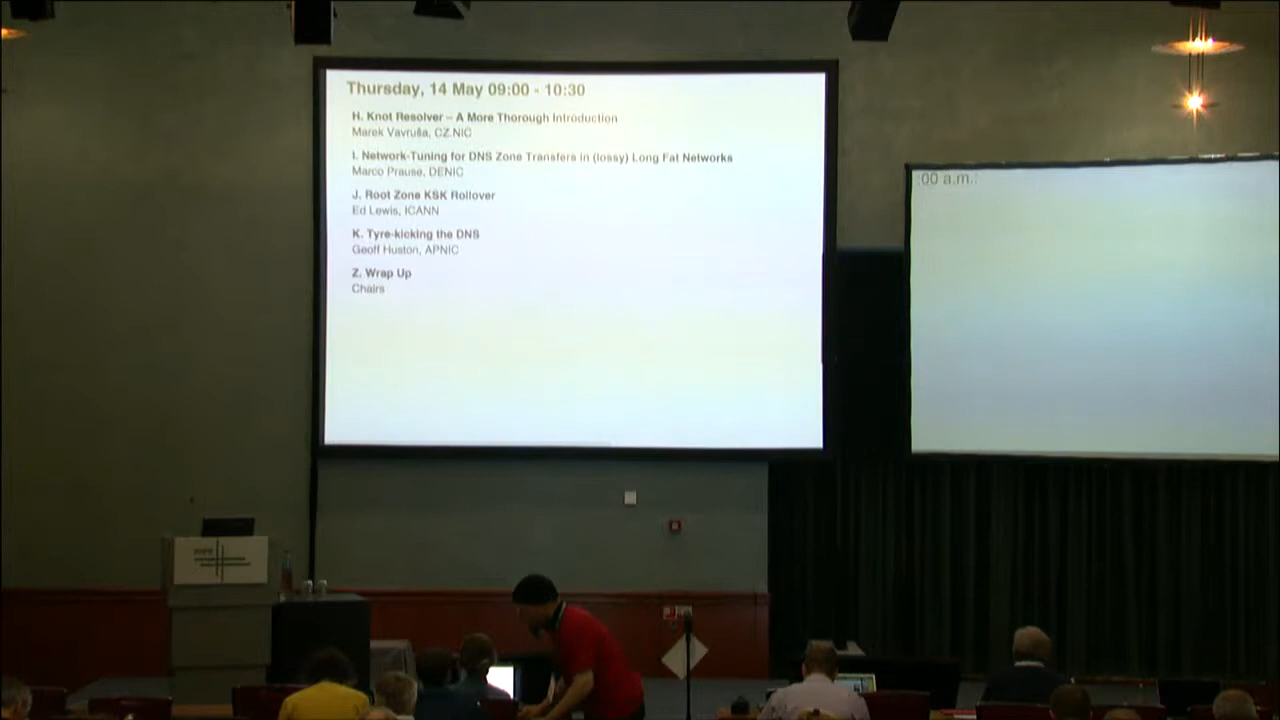 Thursday, 14 May 09:00 - 10:30
H. Knot Resolver – A More Thorough Introduction
Marek Vavruša, CZ.NIC
I. Network-Tuning for DNS Zone Transfers in (lossy) Long Fat Networks
Marco Prause, DENIC
J. Root Zone KSK Rollover
Ed Lewis, ICANN
K. Tyre-kicking the DNS
Geoff Huston, APNIC
Z. Wrap Up
Chairs
:00 a.m.: